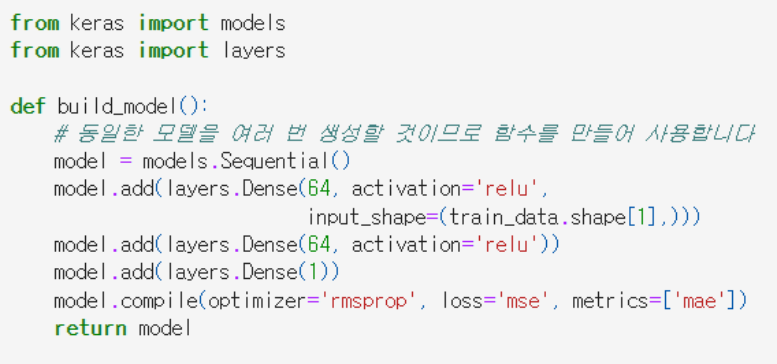 from keras import models
from keras import layers
def build_model():
# 동일한 모델을 여러 번 생성할 것이므로 함수를 만들어 사용합니다
model = models.Sequential()
model.add(layers.Dense(64, activation='relu',
input_shape=(train_data.shape[1],)))
model.add(layers.Dense(64, activation='relu'))
model.add(layers.Dense(1))
model.compile(optimizer='rmsprop', loss='mse', metrics=['mae'])
return model